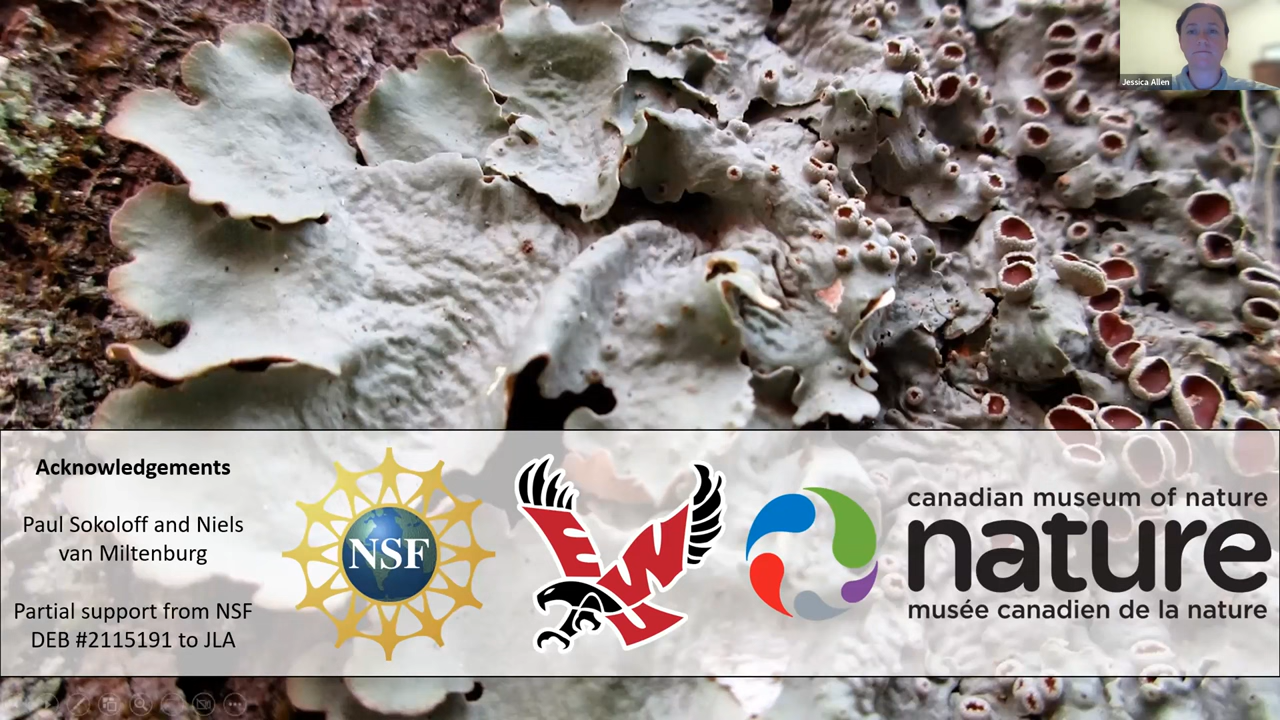 Jessica Allen
Acknowledgements
Paul Sokoloff and Niels
van Miltenburg
Partial support from NSF
DEB #2115191 to JLA
NSF
EWU
canadian museum of nature
nature
musée canadien de la nature